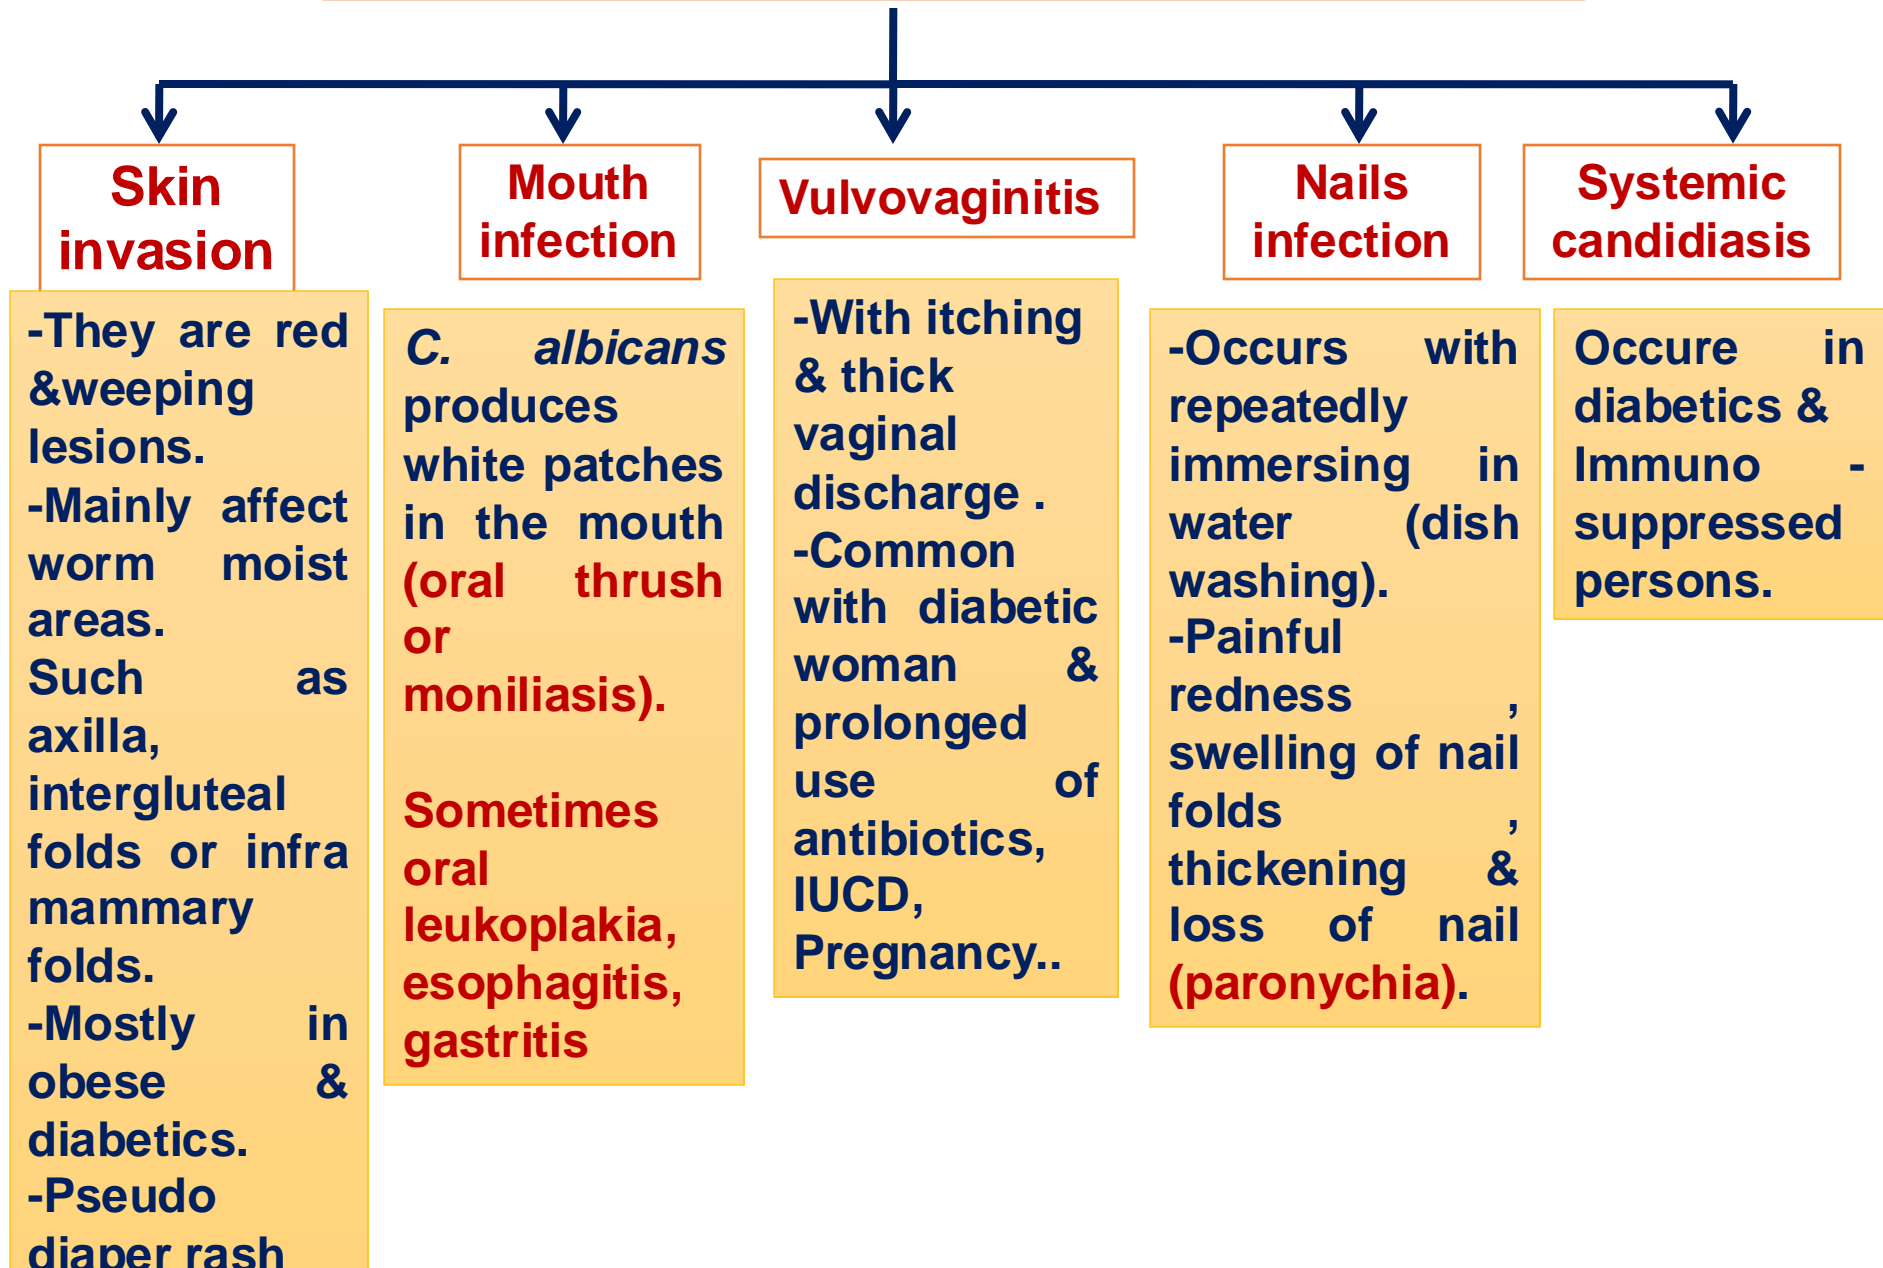 Skin
invasion
-They are red
&weeping
lesions.
-Mainly affect
worm moist
areas.
Such as
axilla,
intergluteal
folds or infra
mammary
folds.
-Mostly in
obese &
diabetics.
-Pseudo
diaper rash
Mouth
infection
C. albicans
produces
white patches
in the mouth
(oral thrush
or
moniliasis).
Sometimes
oral
leukoplakia,
esophagitis,
gastritis
Vulvovaginitis
-With itching
& thick
vaginal
discharge .
-Common
with diabetic
woman &
prolonged
use of
antibiotics,
IUCD,
Pregnancy..
Nails
infection
-Occurs with
repeatedly
immersing in
water (dish
washing).
-Painful
redness ,
swelling of nail
folds ,
thickening &
loss of nail
(paronychia).
Systemic
candidiasis
Occure in
diabetics &
Immuno -
suppressed
persons.